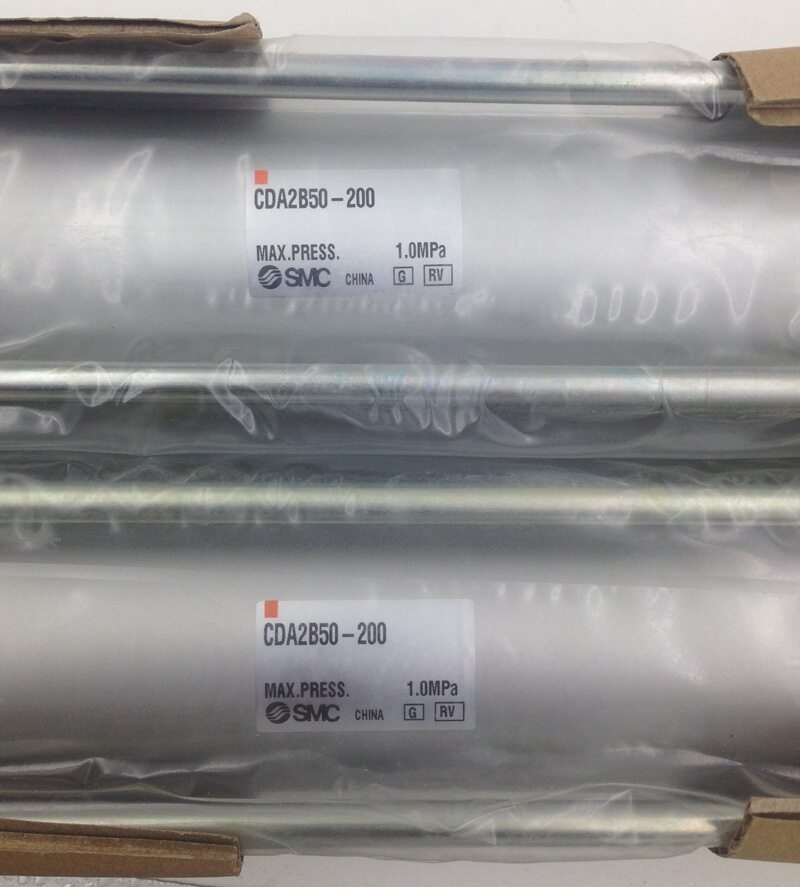 CDA2B50-200
MAX.PRESS. 1.0MPa
SMC CHINA G RV
CDA2B50-200
MAX.PRESS. 1.0MPa
SMC CHINA G RV